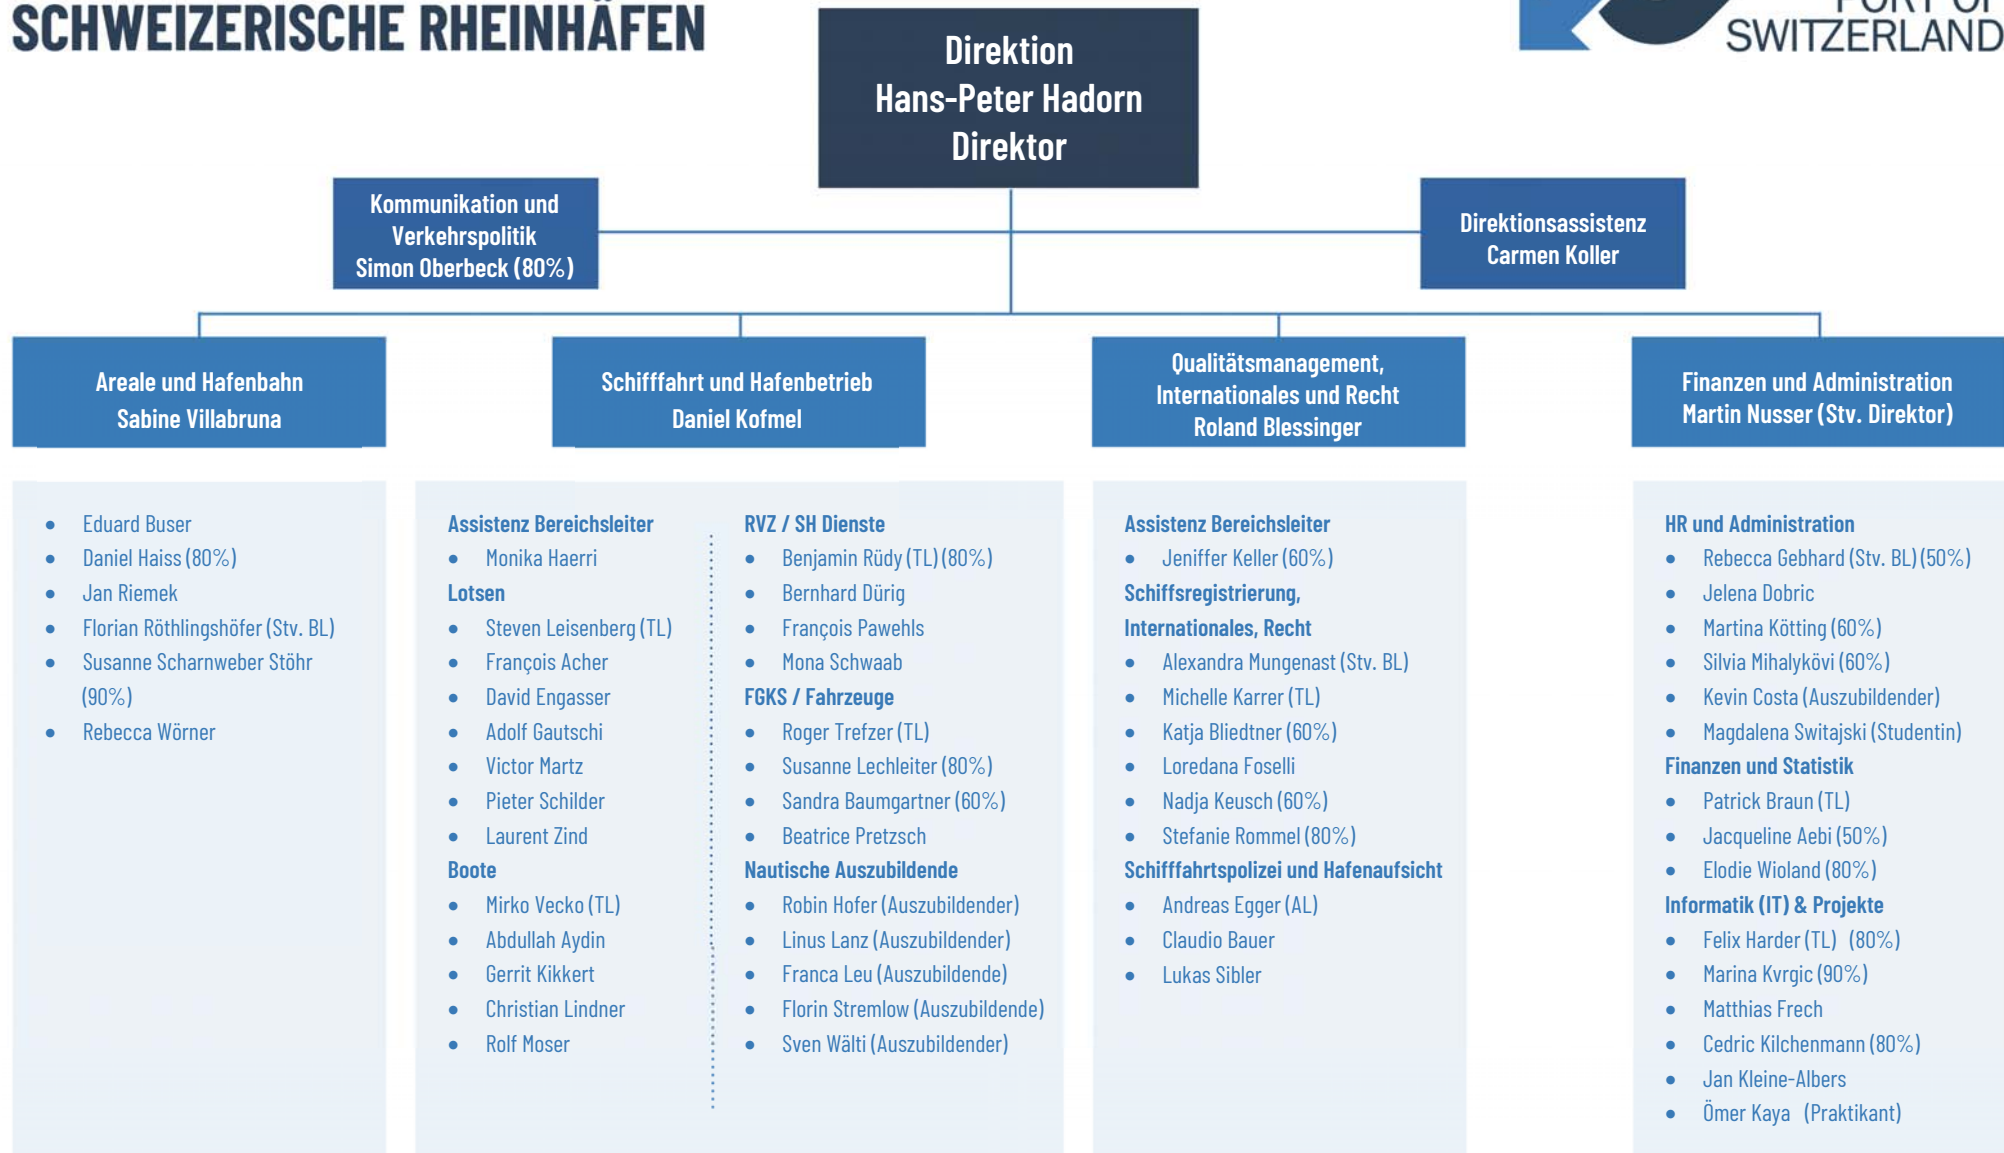 SCHWEIZERISCHE RHEINHÄFEN
PORT OF
SWITZERLAND
Direktion
Hans-Peter Hadorn
Direktor
Kommunikation und
Verkehrspolitik
Simon Oberbeck (80%)
Direktionsassistenz
Carmen Koller
Areale und Hafenbahn
Sabine Villabruna
Schifffahrt und Hafenbetrieb
Daniel Kofmel
Qualitätsmanagement,
Internationales und Recht
Roland Blessinger
Finanzen und Administration
Martin Nusser (Stv. Direktor)
• Eduard Buser
• Daniel Haiss (80%)
• Jan Riemek
• Florian Röthlingshöfer (Stv. BL)
• Susanne Scharnweber Stöhr
(90%)
• Rebecca Wörner
Assistenz Bereichsleiter
• Monika Haerri
Lotsen
• Steven Leisenberg (TL)
• François Acher
• David Engasser
• Adolf Gautschi
• Victor Martz
• Pieter Schilder
• Laurent Zind
Boote
• Mirko Vecko (TL)
• Abdullah Aydin
• Gerrit Kikkert
• Christian Lindner
• Rolf Moser
RVZ / SH Dienste
• Benjamin Rüdy (TL) (80%)
• Bernhard Dürig
• François Pawehls
• Mona Schwaab
FGKS / Fahrzeuge
• Roger Trefzer (TL)
• Susanne Lechleiter (80%)
• Sandra Baumgartner (60%)
• Beatrice Pretzsch
Nautische Auszubildende
• Robin Hofer (Auszubildender)
• Linus Lanz (Auszubildender)
• Franca Leu (Auszubildende)
• Florin Stremlow (Auszubildende)
• Sven Wälti (Auszubildender)
Assistenz Bereichsleiter
• Jeniffer Keller (60%)
Schiffsregistrierung,
Internationales, Recht
• Alexandra Mungenast (Stv. BL)
• Michelle Karrer (TL)
• Katja Bliedtner (60%)
• Loredana Foselli
• Nadja Keusch (60%)
• Stefanie Rommel (80%)
Schifffahrtspolizei und Hafenaufsicht
• Andreas Egger (AL)
• Claudio Bauer
• Lukas Sibler
HR und Administration
• Rebecca Gebhard (Stv. BL) (50%)
• Jelena Dobric
• Martina Kötting (60%)
• Silvia Mihalykövi (60%)
• Kevin Costa (Auszubildender)
• Magdalena Switajski (Studentin)
Finanzen und Statistik
• Patrick Braun (TL)
• Jacqueline Aebi (50%)
• Elodie Wioland (80%)
Informatik (IT) & Projekte
• Felix Harder (TL) (80%)
• Marina Kvrgic (90%)
• Matthias Frech
• Cedric Kilchenmann (80%)
• Jan Kleine-Albers
• Ömer Kaya (Praktikant)